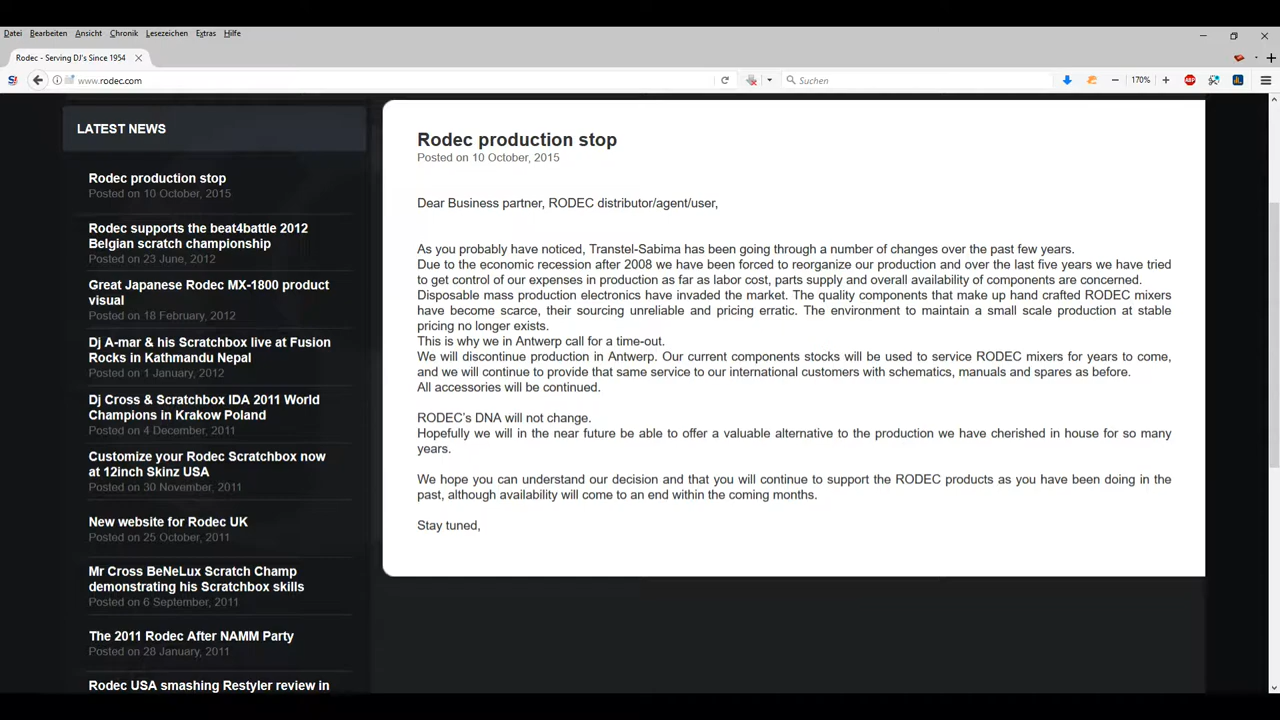 Datei Bearbeiten Ansicht Chronik Lesezeichen Extras Hilfe
Rodec - Serving DJ's Since 1954
www.rodec.com
Suchen
170%
ABP
LATEST NEWS
Rodec production stop
Posted on 10 October, 2015
Rodec supports the beat4battle 2012
Belgian scratch championship
Posted on 23 June, 2012
Great Japanese Rodec MX-1800 product
visual
Posted on 18 February, 2012
Dj A-mar & his Scratchbox live at Fusion
Rocks in Kathmandu Nepal
Posted on 1 January, 2012
Dj Cross & Scratchbox IDA 2011 World
Champions in Krakow Poland
Posted on 4 December, 2011
Customize your Rodec Scratchbox now
at 12inch Skinz USA
Posted on 30 November, 2011
New website for Rodec UK
Posted on 25 October, 2011
Mr Cross BeNeLux Scratch Champ
demonstrating his Scratchbox skills
Posted on 6 September, 2011
The 2011 Rodec After NAMM Party
Posted on 28 January, 2011
Rodec USA smashing Restyler review in
Rodec production stop
Posted on 10 October, 2015
Dear Business partner, RODEC distributor/agent/user,
As you probably have noticed, Transtel-Sabima has been going through a number of changes over the past few years.
Due to the economic recession after 2008 we have been forced to reorganize our production and over the last five years we have tried
to get control of our expenses in production as far as labor cost, parts supply and overall availability of components are concerned.
Disposable mass production electronics have invaded the market. The quality components that make up hand crafted RODEC mixers
have become scarce, their sourcing unreliable and pricing erratic. The environment to maintain a small scale production at stable
pricing no longer exists.
This is why we in Antwerp call for a time-out.
We will discontinue production in Antwerp. Our current components stocks will be used to service RODEC mixers for years to come,
and we will continue to provide that same service to our international customers with schematics, manuals and spares as before.
All accessories will be continued.
RODEC's DNA will not change.
Hopefully we will in the near future be able to offer a valuable alternative to the production we have cherished in house for so many
years.
We hope you can understand our decision and that you will continue to support the RODEC products as you have been doing in the
past, although availability will come to an end within the coming months.
Stay tuned,